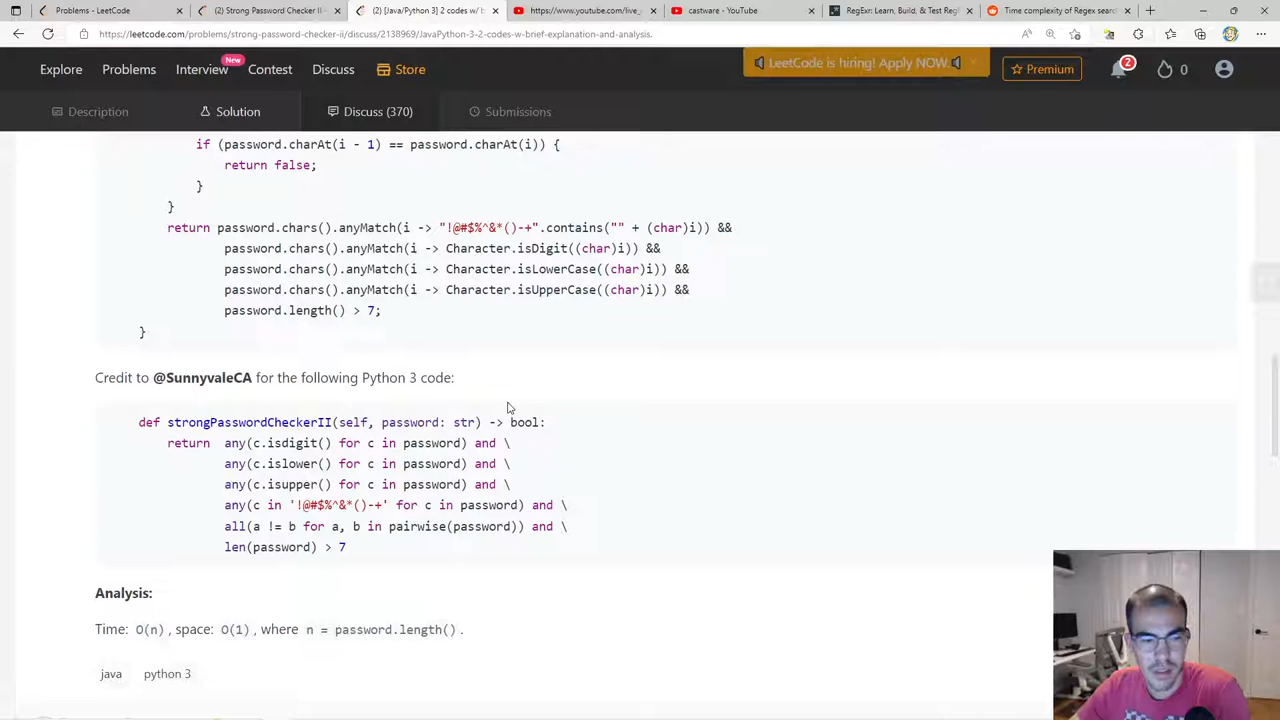 Problems - LeetCode
(2) Strong Password Checker II -
(2) [Java/Python 3] 2 codes w/ b
https://www.youtube.com/live_
castware - YouTube
RegExr: Learn, Build, & Test Reg
Time complexity of Regex search
https://leetcode.com/problems/strong-password-checker-ii/discuss/2138969/JavaPython-3-2-codes-w-brief-explanation-and-analysis.
Explore
Problems
Interview
New
Contest
Discuss
Store
LeetCode is hiring! Apply NOW.
Premium
2
0
Description
Solution
Discuss (370)
Submissions
if (password.charAt(i - 1) == password.charAt(i)) {
return false;
}
}
return password.chars().anyMatch(i -> "!@#$%^&*()-+".contains("" + (char)i)) &&
password.chars().anyMatch(i -> Character.isDigit((char)i)) &&
password.chars().anyMatch(i -> Character.isLowerCase((char)i)) &&
password.chars().anyMatch(i -> Character.isUpperCase((char)i)) &&
password.length() > 7;
}
Credit to @SunnyvaleCA for the following Python 3 code:
def strongPasswordCheckerII(self, password: str) -> bool:
return any(c.isdigit() for c in password) and \
any(c.islower() for c in password) and \
any(c.isupper() for c in password) and \
any(c in '!@#$%^&*()-+' for c in password) and \
all(a != b for a, b in pairwise(password)) and \
len(password) > 7
Analysis:
Time: O(n), space: O(1), where n = password.length().
java
python 3